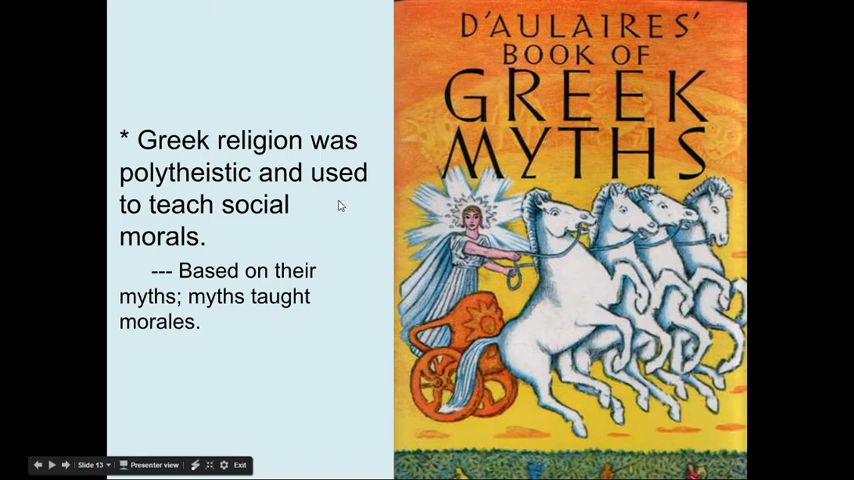 * Greek religion was
polytheistic and used
to teach social
morals.
--- Based on their
myths; myths taught
morales.
D'AULAIRES'
BOOK OF
GREEK
MYTHS
Slide 13
Presenter view
Exit